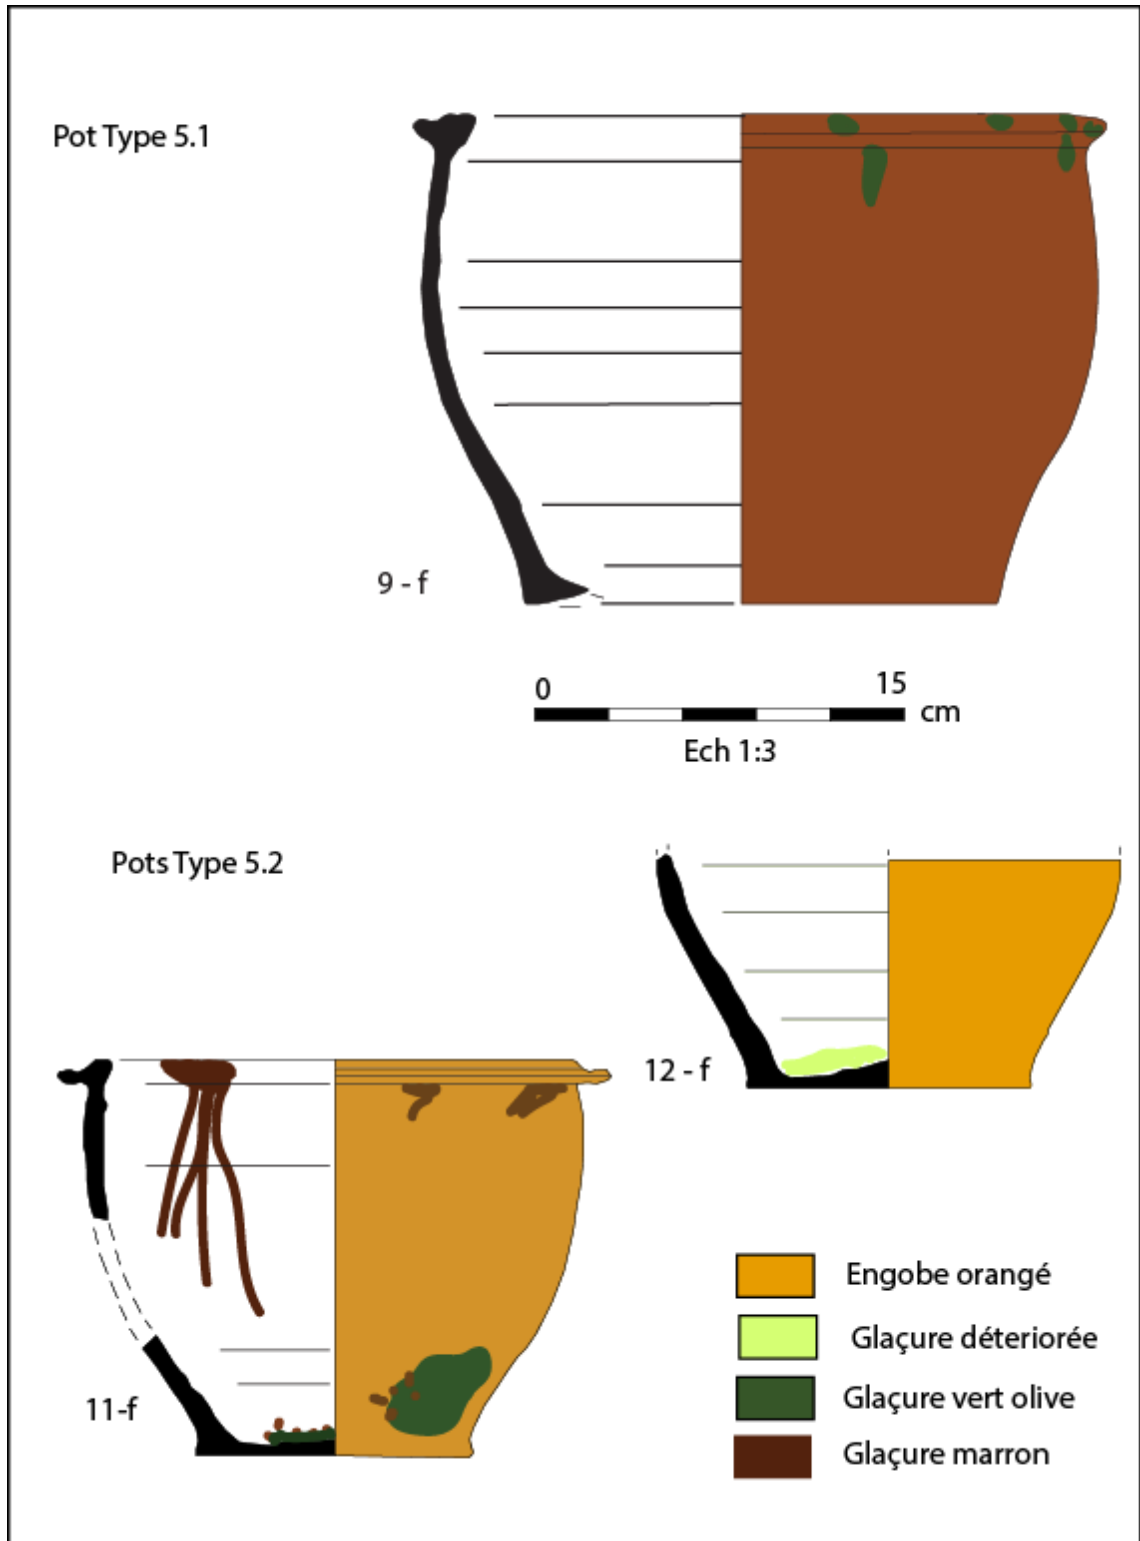 Pot Type 5.1
9 - f
0 15
cm
Ech 1:3
Pots Type 5.2
12 - f
11-f
Engobe orangé
Glaçure déteriorée
Glaçure vert olive
Glaçure marron